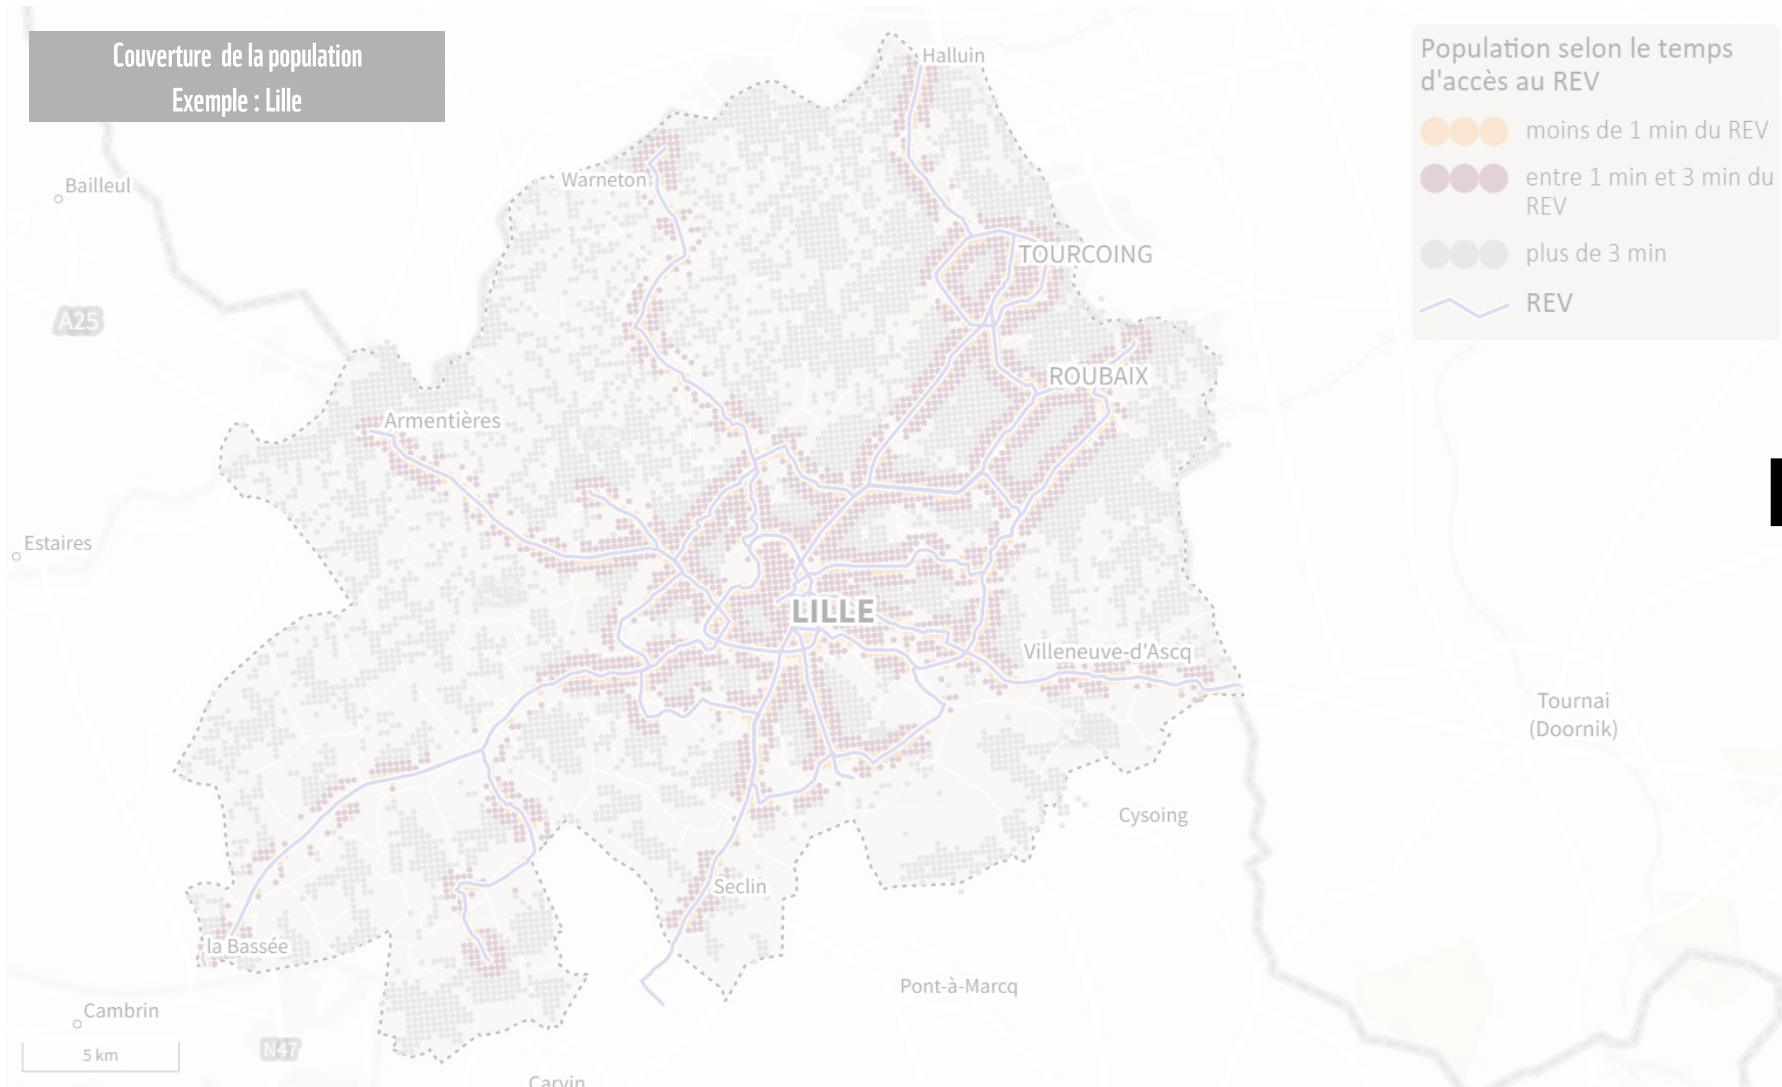 Couverture de la population
Exemple : Lille
Population selon le temps
d'accès au REV
moins de 1 min du REV
entre 1 min et 3 min du
REV
plus de 3 min
REV
Halluin
Bailleul
Warneton
TOURCOING
A25
ROUBAIX
Armentières
Estaires
LILLE
Villeneuve-d'Ascq
Tournai
(Doornik)
Cysoing
Seclin
la Bassée
Pont-à-Marcq
Cambrin
N47
5 km
Carvin